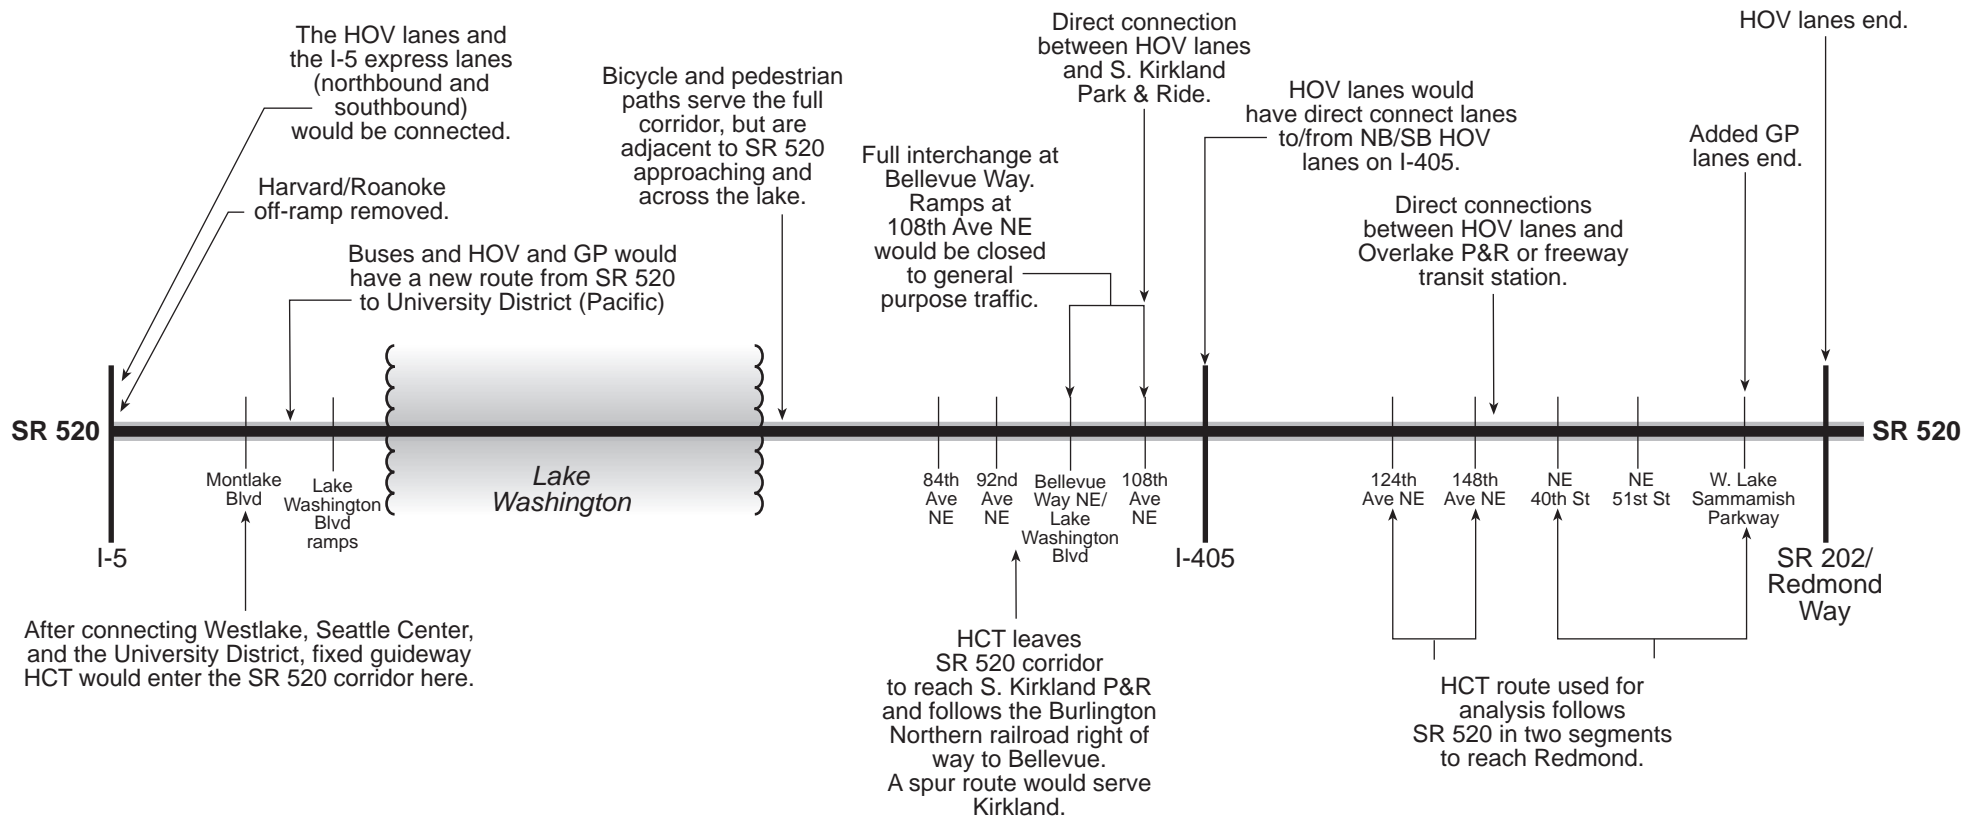 The HOV lanes and
the I-5 express lanes
(northbound and
southbound)
would be connected.
Harvard/Roanoke
off-ramp removed.
Buses and HOV and GP would
have a new route from SR 520
to University District (Pacific)
Bicycle and pedestrian
paths serve the full
corridor, but are
adjacent to SR 520
approaching and
across the lake.
Full interchange at
Bellevue Way.
Ramps at
108th Ave NE
would be closed
to general
purpose traffic.
Direct connection
between HOV lanes
and S. Kirkland
Park & Ride.
HOV lanes would
have direct connect lanes
to/from NB/SB HOV
lanes on I-405.
Direct connections
between HOV lanes and
Overlake P&R or freeway
transit station.
Added GP
lanes end.
HOV lanes end.
SR 520
SR 520
I-5
Montlake
Blvd
Lake
Washington
Blvd
ramps
Lake
Washington
84th
Ave
NE
92nd
Ave
NE
Bellevue
Way NE/
Lake
Washington
Blvd
108th
Ave
NE
I-405
124th
Ave NE
148th
Ave NE
NE
40th St
NE
51st St
W. Lake
Sammamish
Parkway
SR 202/
Redmond
Way
After connecting Westlake, Seattle Center,
and the University District, fixed guideway
HCT would enter the SR 520 corridor here.
HCT leaves
SR 520 corridor
to reach S. Kirkland P&R
and follows the Burlington
Northern railroad right of
way to Bellevue.
A spur route would serve
Kirkland.
HCT route used for
analysis follows
SR 520 in two segments
to reach Redmond.